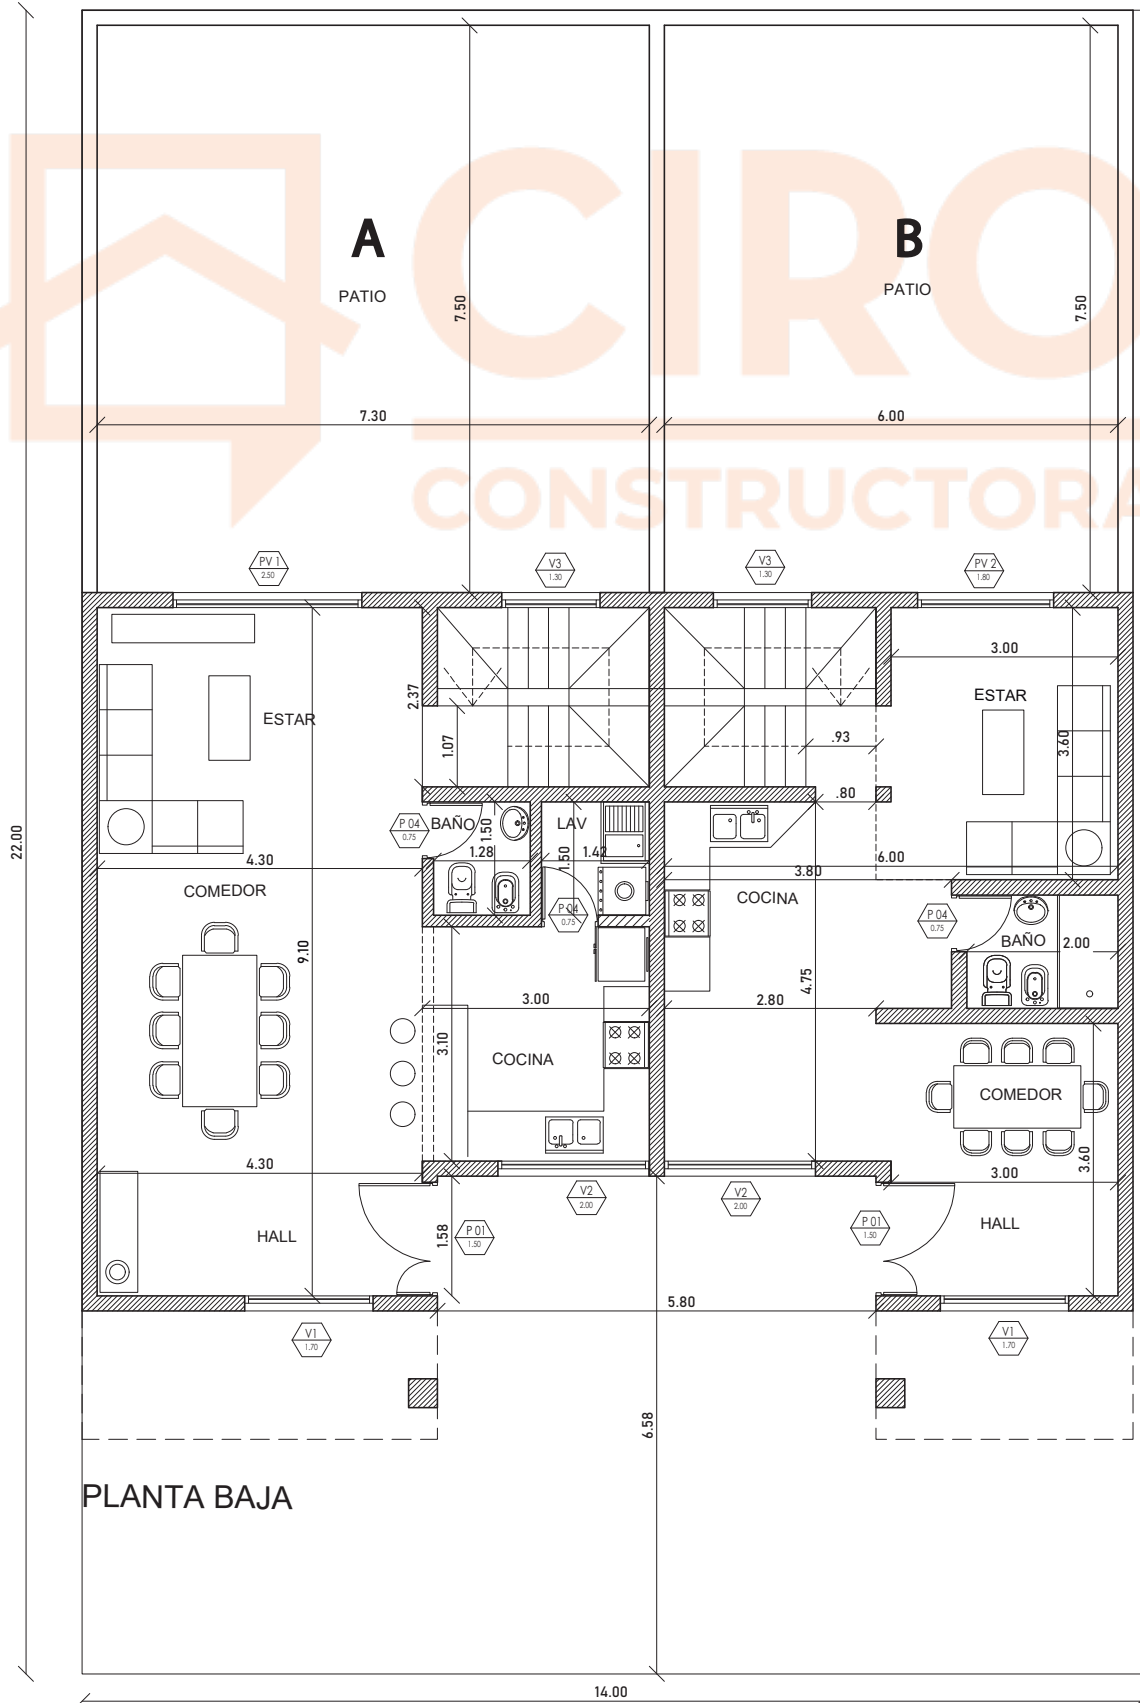 A
B
PATIO
PATIO
7.50
7.50
7.30
6.00
CIRO
CONSTRUCTORA
PV 1
2.50
V3
1.30
V3
1.30
PV 2
1.80
3.00
2.37
ESTAR
ESTAR
1.07
.93
3.60
.80
22.00
P 04
0.75
BAÑO
1.50
LAV
1.28
1.50
1.42
4.30
6.00
3.80
COMEDOR
COCINA
P 04
0.75
P 04
0.75
BAÑO
2.00
9.10
4.75
3.00
2.80
3.10
COCINA
COMEDOR
4.30
3.60
3.00
V2
2.00
V2
2.00
HALL
1.58
P 01
1.50
P 01
1.50
HALL
5.80
V1
1.70
V1
1.70
6.58
PLANTA BAJA
14.00